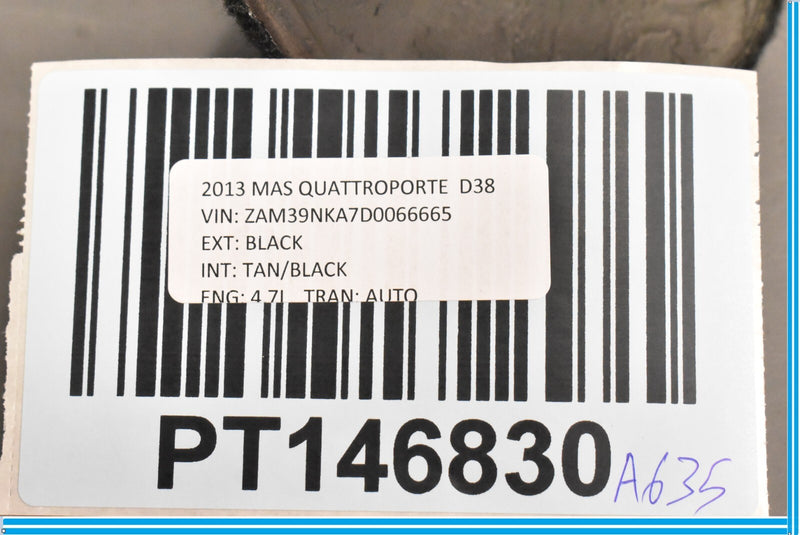 2013 MAS QUATTROPORTE D38
VIN: ZAM39NKA7D0066665
EXT: BLACK
INT: TAN/BLACK
ENG: 4.7L TRAN: AUTO
PT146830
A635